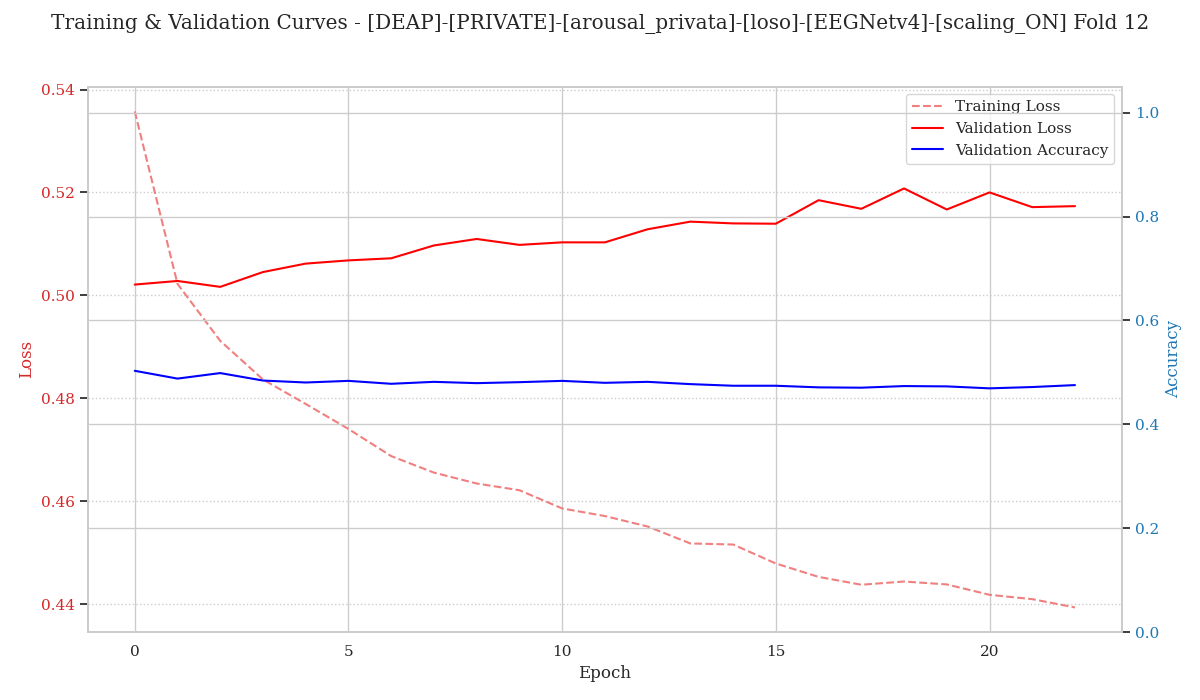 Training & Validation Curves - [DEAP]-[PRIVATE]-[arousal_privata]-[loso]-[EEGNetv4]-[scaling_ON] Fold 12
Training Loss
Validation Loss
Validation Accuracy
0.54
0.52
0.50
0.48
0.46
0.44
Loss
1.0
0.8
0.6
0.4
0.2
0.0
Accuracy
0
5
10
15
20
Epoch